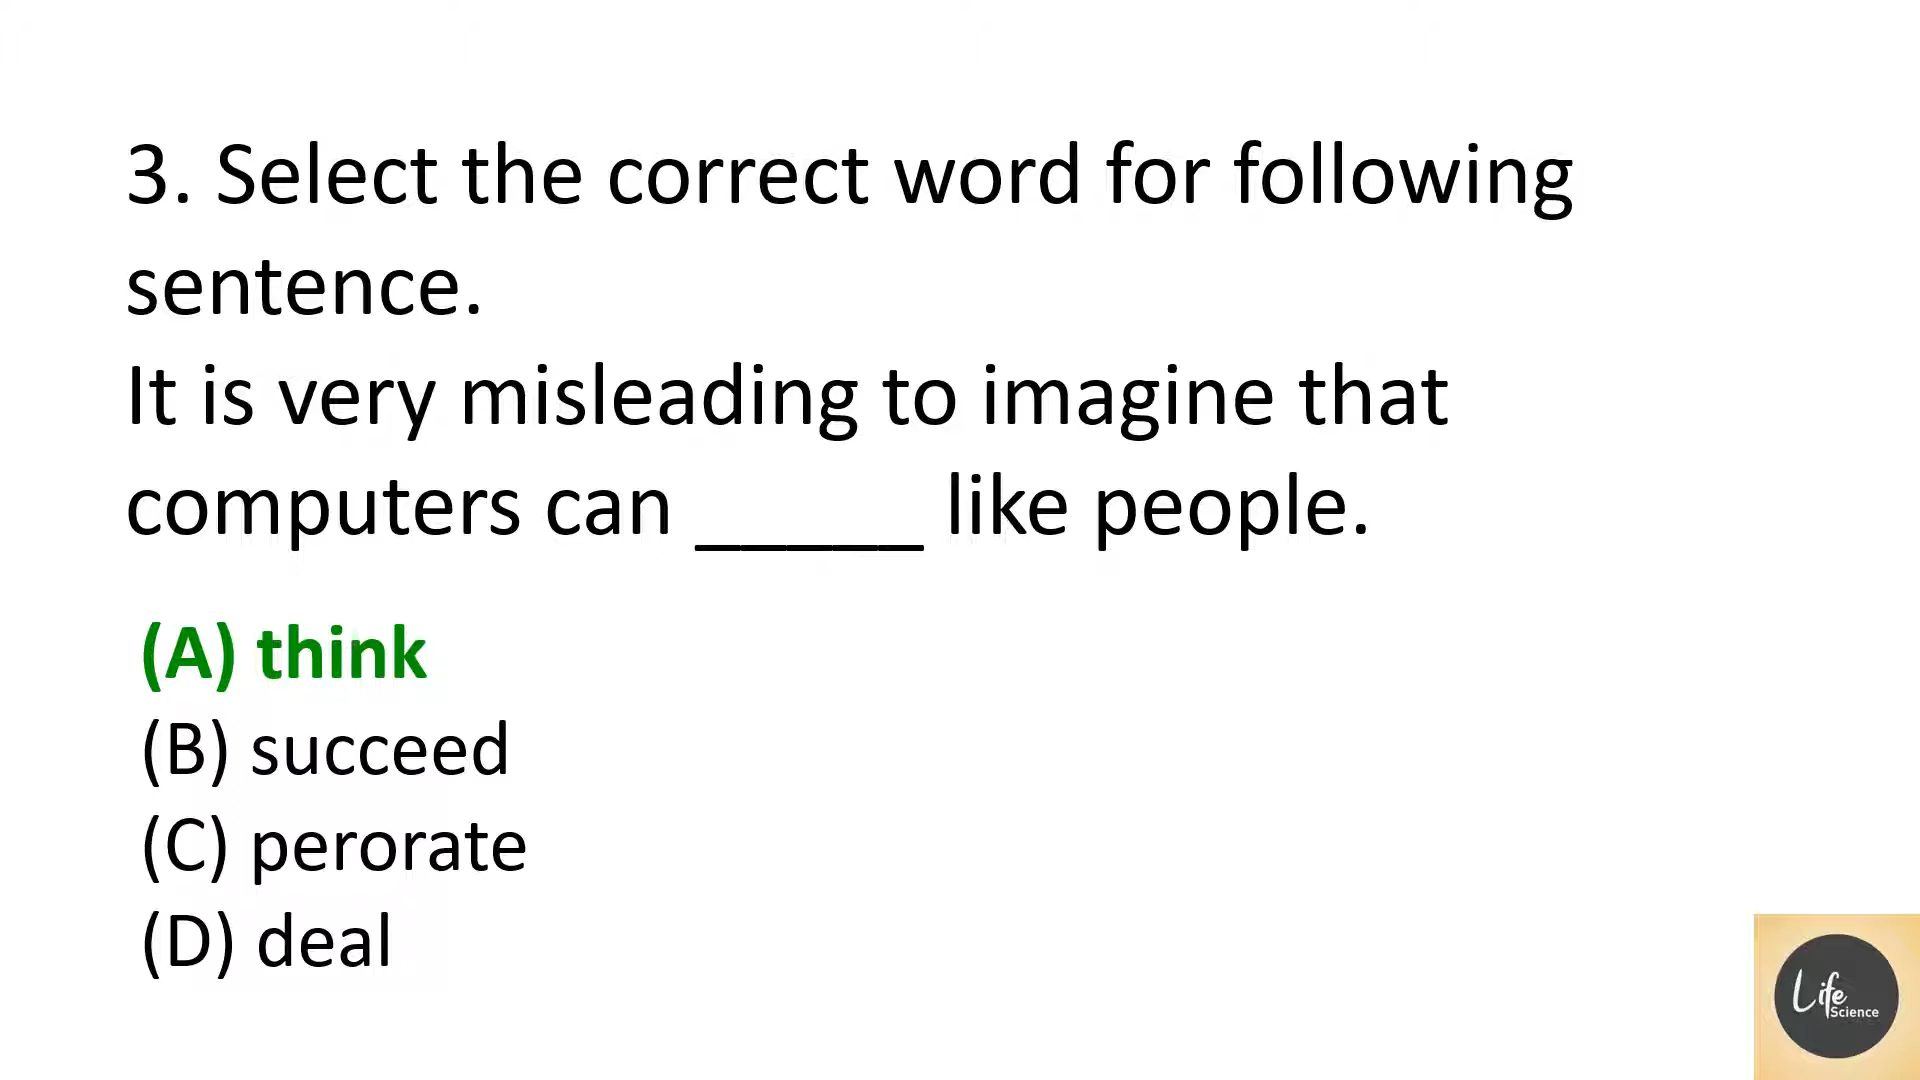 3. Select the correct word for following
sentence.
It is very misleading to imagine that
computers can _____ like people.
(A) think
(B) succeed
(C) perorate
(D) deal
Life
Science